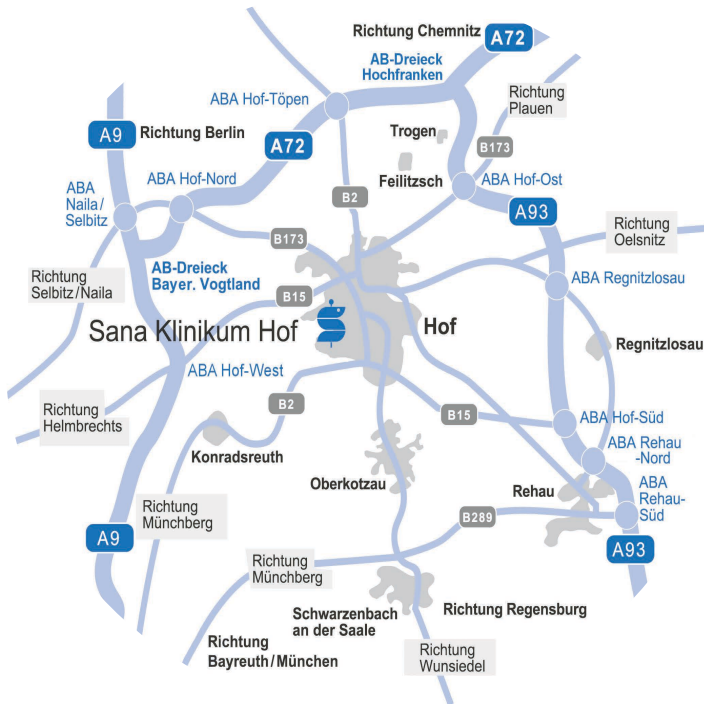 Richtung Chemnitz
A72
AB-Dreieck
Hochfranken
ABA Hof-Töpen
Richtung
Plauen
A9
Richtung Berlin
A72
Trogen
B173
Feilitzsch
ABA
Naila/
Selbitz
ABA Hof-Nord
B2
ABA Hof-Ost
A93
Richtung
Oelsnitz
B173
Richtung
Selbitz/Naila
AB-Dreieck
Bayer. Vogtland
ABA Regnitzlosau
B15
Sana Klinikum Hof
Hof
Regnitzlosau
ABA Hof-West
Richtung
Helmbrechts
B2
B15
ABA Hof-Süd
Konradsreuth
ABA Rehau
-Nord
Oberkotzau
Rehau
ABA
Rehau-
Süd
Richtung
Münchberg
B289
A9
A93
Richtung
Münchberg
Schwarzenbach
an der Saale
Richtung Regensburg
Richtung
Bayreuth/München
Richtung
Wunsiedel